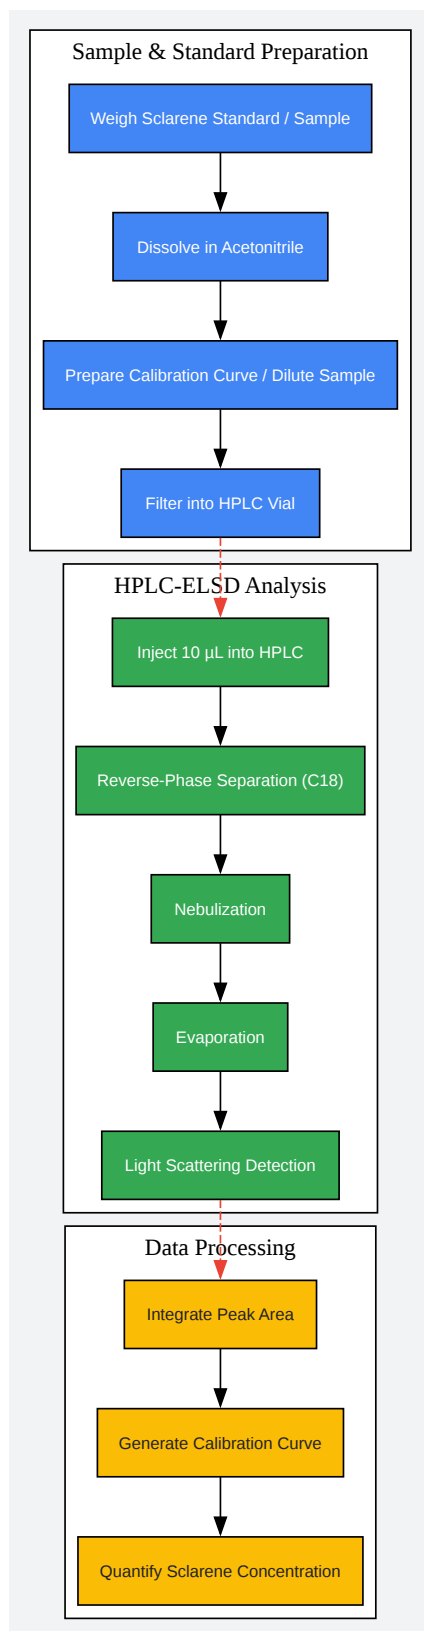 Sample & Standard Preparation
Weigh Sclarene Standard / Sample
Dissolve in Acetonitrile
Prepare Calibration Curve / Dilute Sample
Filter into HPLC Vial
HPLC-ELSD Analysis
Inject 10 µL into HPLC
Reverse-Phase Separation (C18)
Nebulization
Evaporation
Light Scattering Detection
Data Processing
Integrate Peak Area
Generate Calibration Curve
Quantify Sclarene Concentration